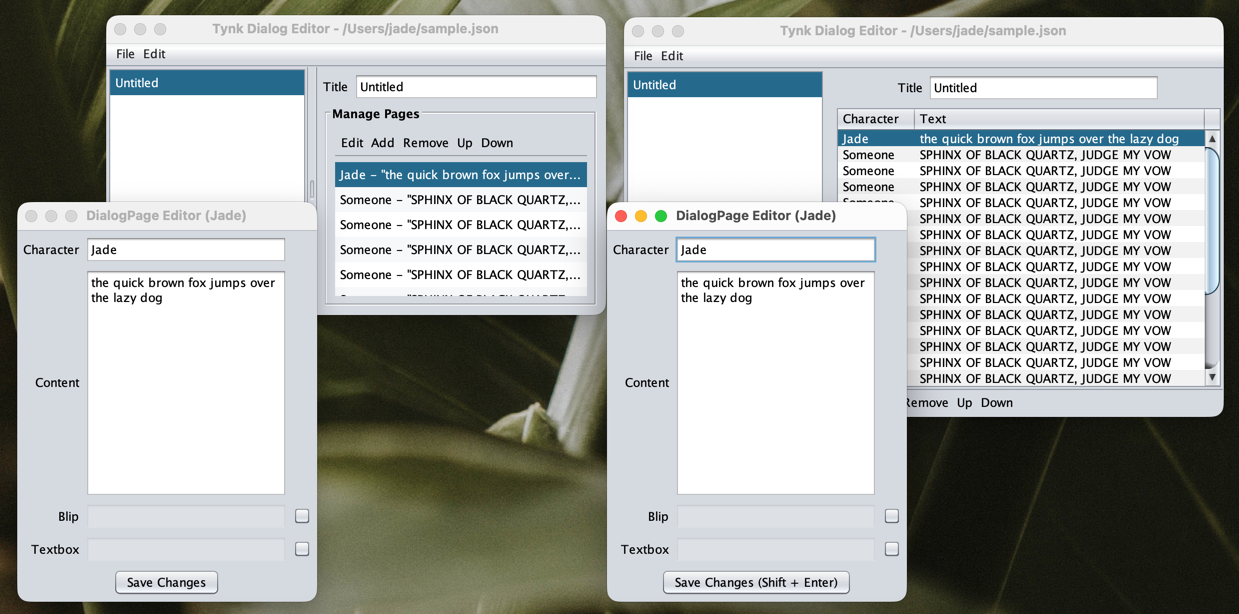 Tynk Dialog Editor - /Users/jade/sample.json
File Edit
Untitled
Title Untitled
Manage Pages
Edit Add Remove Up Down
Jade – "the quick brown fox jumps over...
Someone – "SPHINX OF BLACK QUARTZ,...
Someone – "SPHINX OF BLACK QUARTZ,...
Someone – "SPHINX OF BLACK QUARTZ,...
Someone – "SPHINX OF BLACK QUARTZ,...
DialogPage Editor (Jade)
Character Jade
the quick brown fox jumps over
the lazy dog
Content
Blip
Textbox
Save Changes
Tynk Dialog Editor - /Users/jade/sample.json
File Edit
Untitled
Title Untitled
Character Text
Jade the quick brown fox jumps over the lazy dog
Someone SPHINX OF BLACK QUARTZ, JUDGE MY VOW
Someone SPHINX OF BLACK QUARTZ, JUDGE MY VOW
Someone SPHINX OF BLACK QUARTZ, JUDGE MY VOW
Someone SPHINX OF BLACK QUARTZ, JUDGE MY VOW
SPHINX OF BLACK QUARTZ, JUDGE MY VOW
SPHINX OF BLACK QUARTZ, JUDGE MY VOW
SPHINX OF BLACK QUARTZ, JUDGE MY VOW
SPHINX OF BLACK QUARTZ, JUDGE MY VOW
SPHINX OF BLACK QUARTZ, JUDGE MY VOW
SPHINX OF BLACK QUARTZ, JUDGE MY VOW
SPHINX OF BLACK QUARTZ, JUDGE MY VOW
SPHINX OF BLACK QUARTZ, JUDGE MY VOW
SPHINX OF BLACK QUARTZ, JUDGE MY VOW
SPHINX OF BLACK QUARTZ, JUDGE MY VOW
SPHINX OF BLACK QUARTZ, JUDGE MY VOW
Remove Up Down
DialogPage Editor (Jade)
Character Jade
the quick brown fox jumps over
the lazy dog
Content
Blip
Textbox
Save Changes (Shift + Enter)